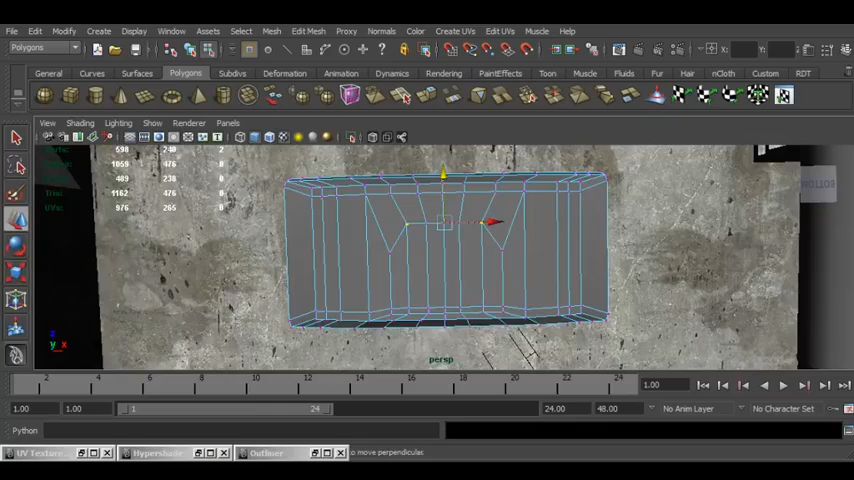 File Edit Modify Create Display Window Assets Select Mesh Edit Mesh Proxy Normals Color Create UVs Edit UVs Muscle Help
Polygons X: Y:
General Curves Surfaces Polygons Subdivs Deformation Animation Dynamics Rendering PaintEffects Toon Muscle Fluids Fur Hair nCloth Custom RDT
View Shading Lighting Show Renderer Panels
598 240 2
1059 476 0
489 238 0
Tris: 1162 476 0
UVs: 976 265 0
BOTTOM
z
y x
persp
2 4 6 8 10 12 14 16 18 20 22 24 1.00
1.00 1.00 1 24 24.00 48.00 No Anim Layer No Character Set
Python
UV Texture... Hypershade Outliner to move perpendiculars